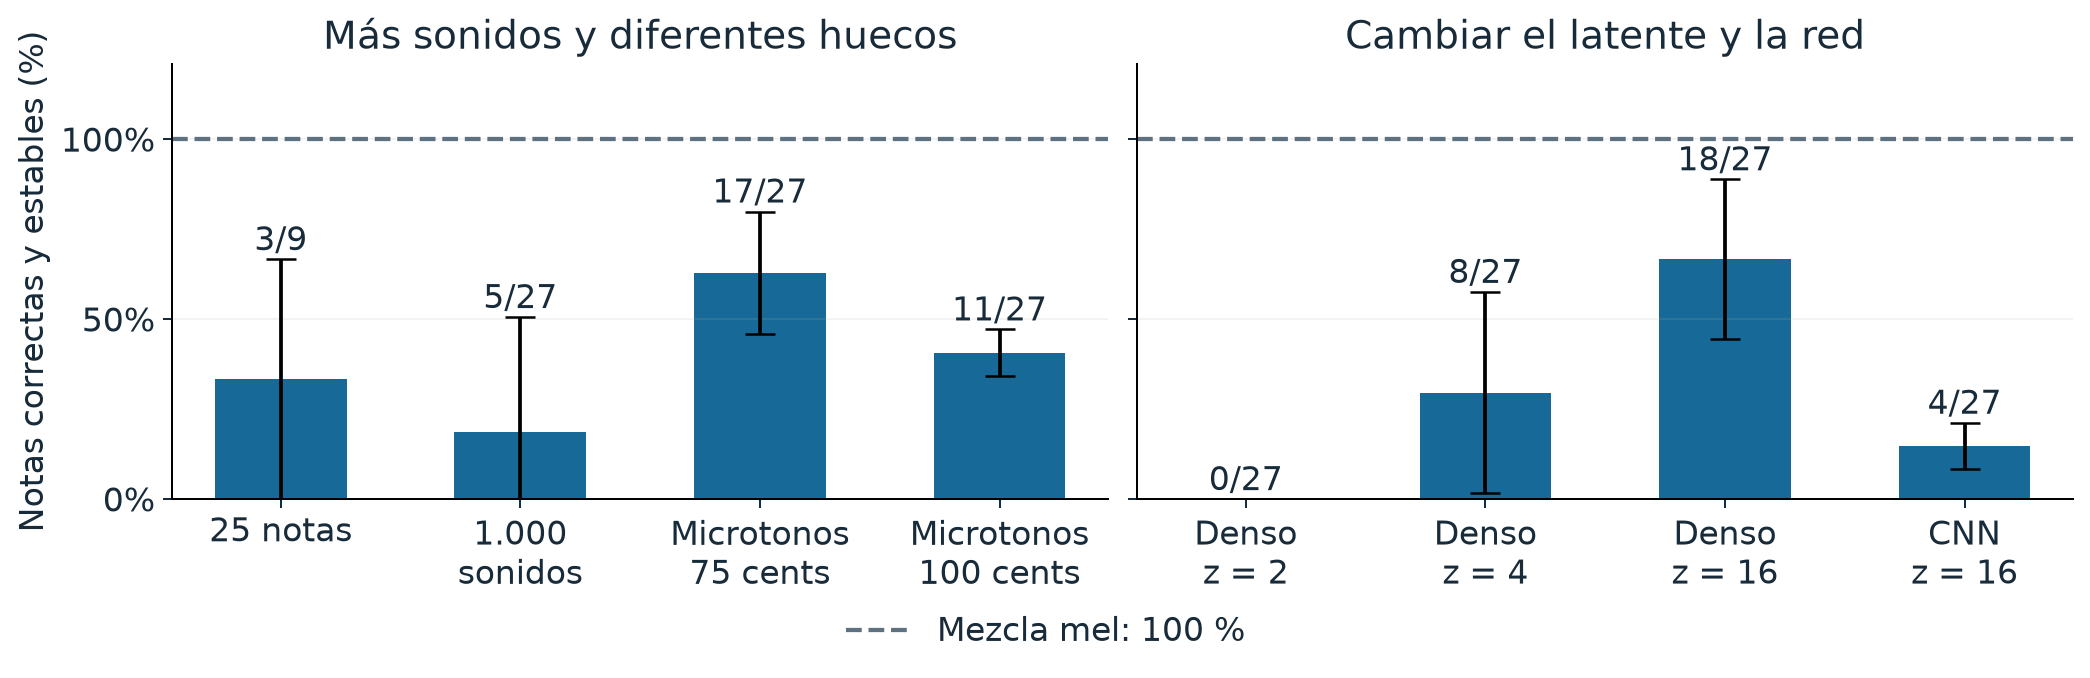 Más sonidos y diferentes huecos
Notas correctas y estables (%)
100%
50%
0%
3/9
5/27
17/27
11/27
25 notas
1.000
sonidos
Microtonos
75 cents
Microtonos
100 cents
Cambiar el latente y la red
0/27
8/27
18/27
4/27
Denso
z = 2
Denso
z = 4
Denso
z = 16
CNN
z = 16
Mezcla mel: 100 %